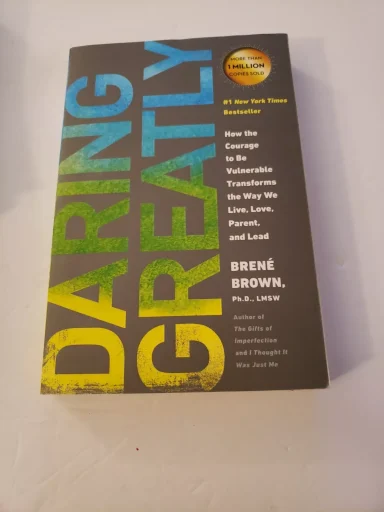 DARING
GREATLY
MORE THAN
1 MILLION
COPIES SOLD
#1 New York Times
Bestseller
How the
Courage
to Be
Vulnerable
Transforms
the Way We
Live, Love,
Parent,
and Lead
BRENÉ
BROWN,
Ph.D., LMSW
Author of
The Gifts of
Imperfection
and I Thought It
Was Just Me